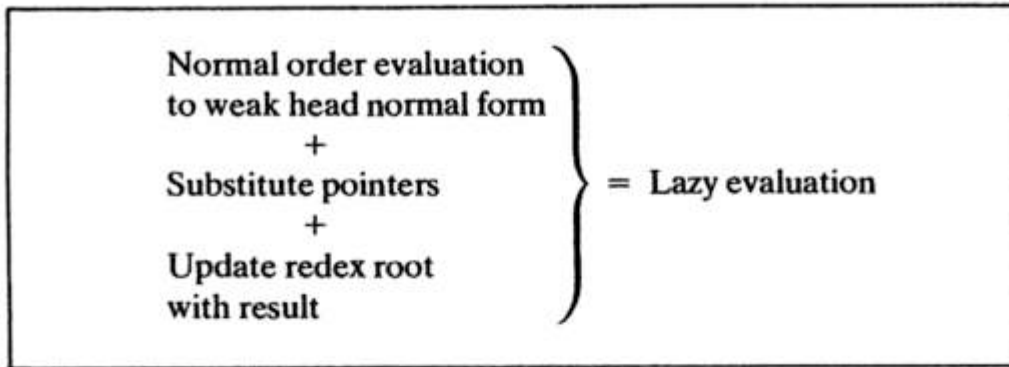 Normal order evaluation
to weak head normal form
+
Substitute pointers
+
Update redex root
with result
= Lazy evaluation